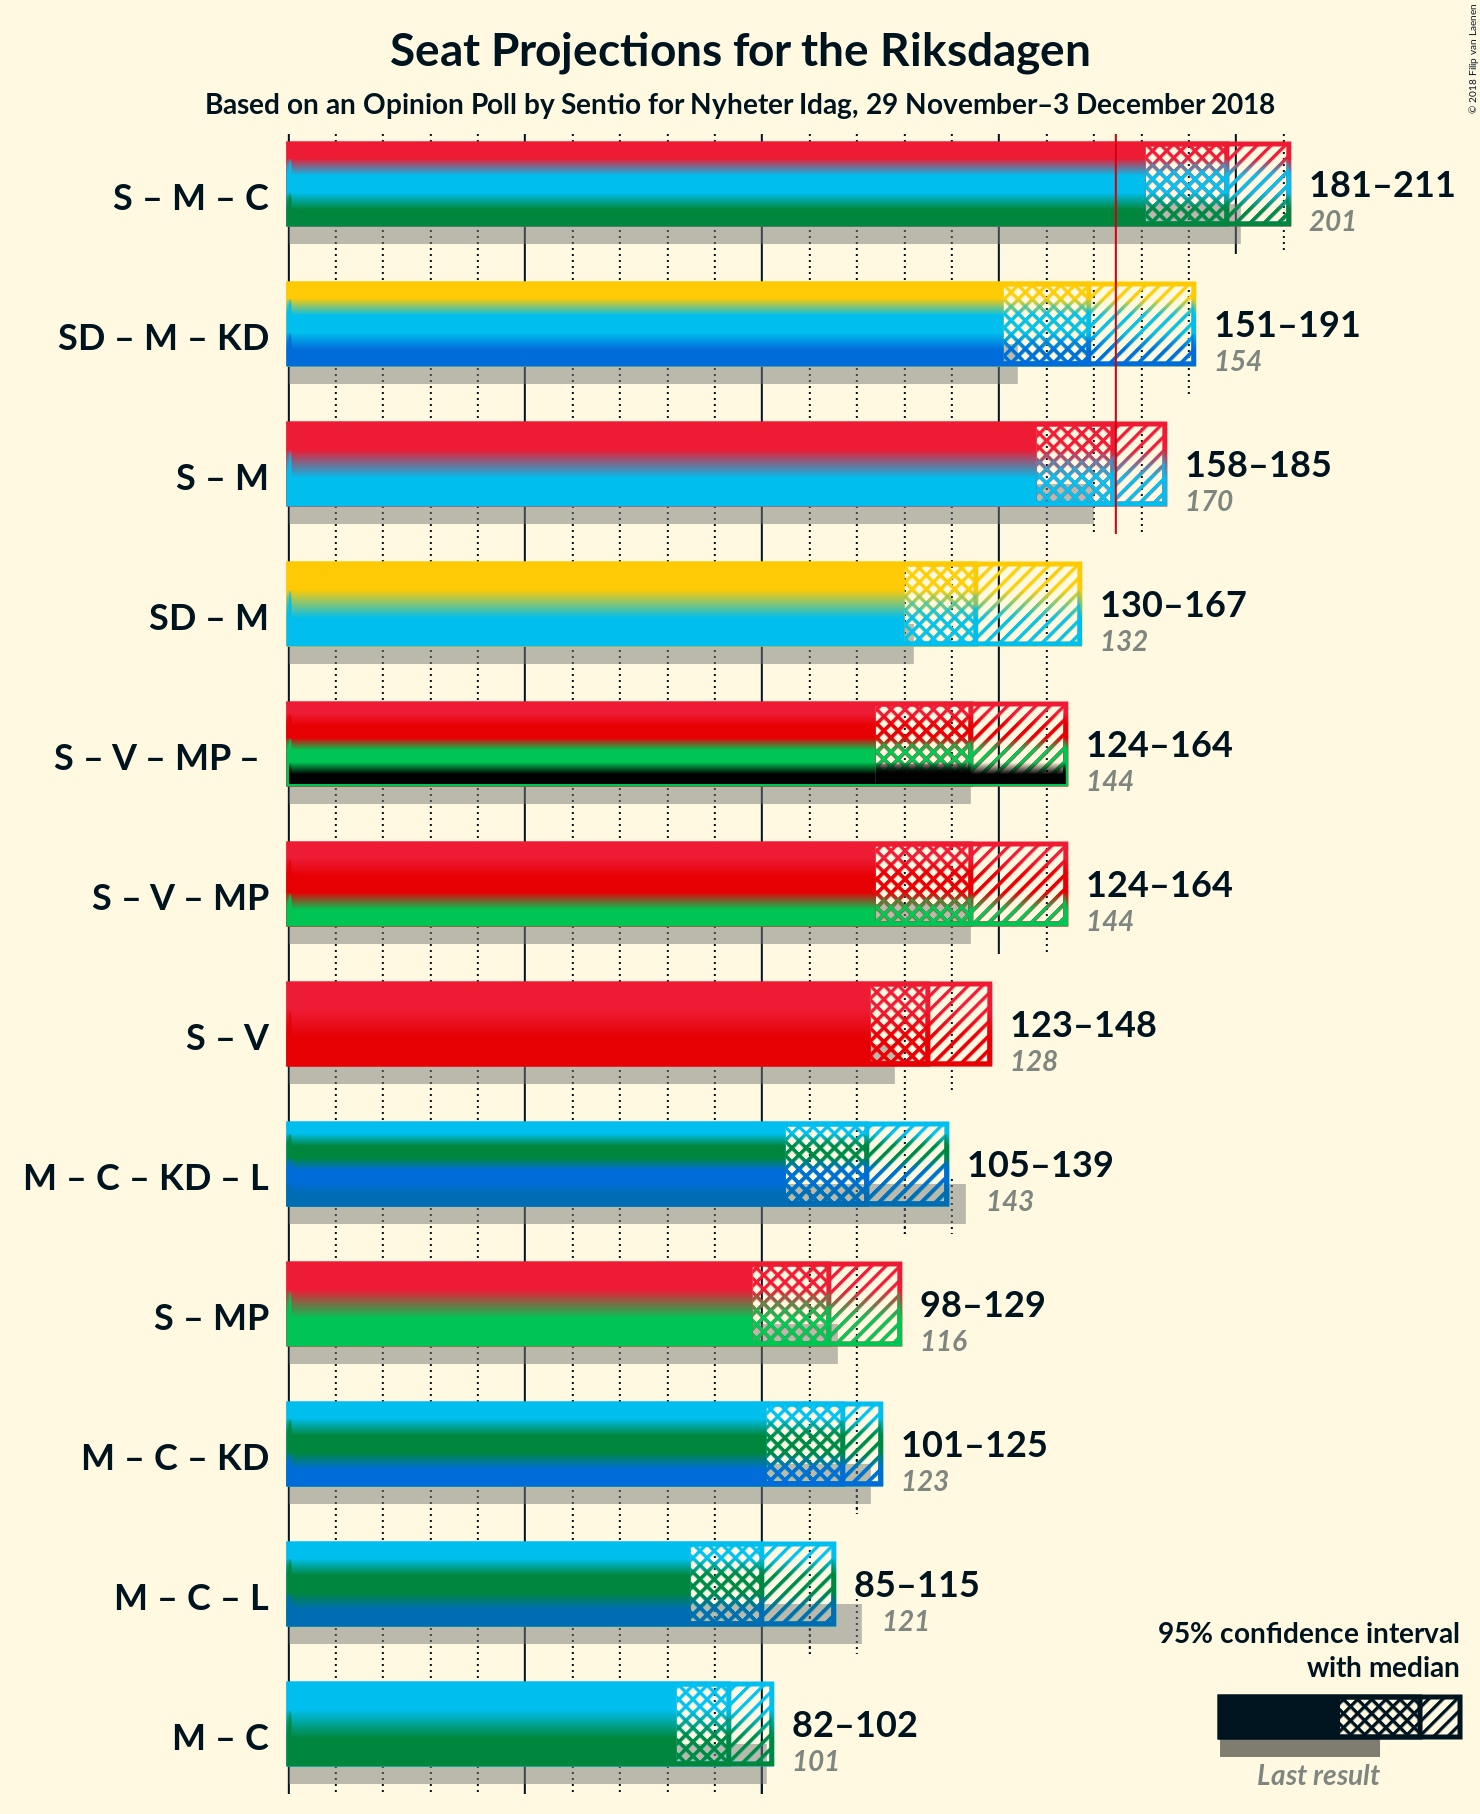 Seat Projections for the Riksdagen
Based on an Opinion Poll by Sentio for Nyheter Idag, 29 November–3 December 2018
© 2018 Filip van Laenen
S – M – C
181–211
201
SD – M – KD
151–191
154
S – M
158–185
170
SD – M
130–167
132
S – V – MP –
124–164
144
S – V – MP
124–164
144
S – V
123–148
128
M – C – KD – L
105–139
143
S – MP
98–129
116
M – C – KD
101–125
123
M – C – L
85–115
121
M – C
82–102
101
95% confidence interval
with median
Last result